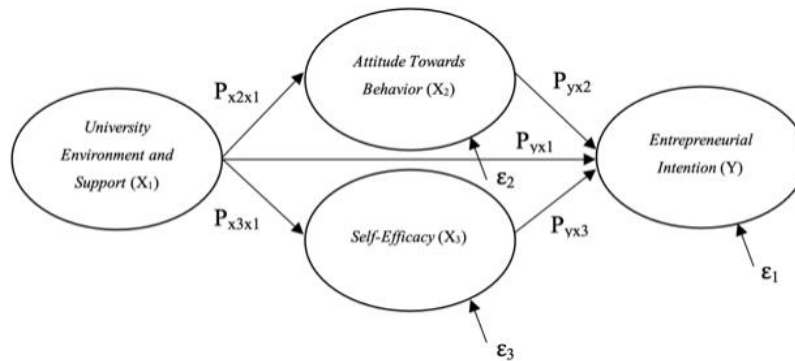 Attitude Towards
Behavior (X₂)
Pₓ₂ₓ₁
Pᵧₓ₂
University
Environment and
Support (X₁)
Pᵧₓ₁
Entrepreneurial
Intention (Y)
ε₂
Pₓ₃ₓ₁
Self-Efficacy (X₃)
Pᵧₓ₃
ε₁
ε₃